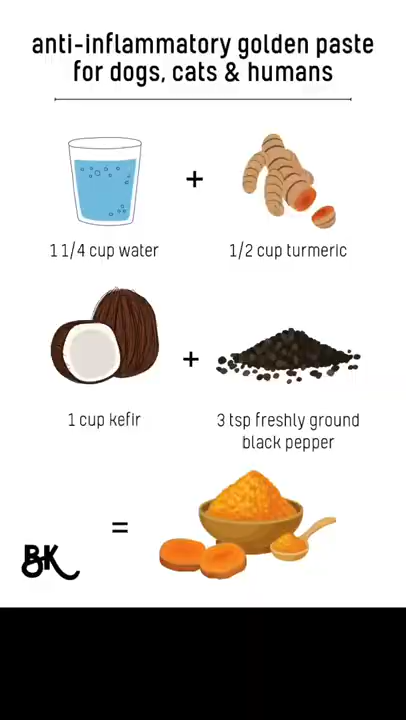 anti-inflammatory golden paste
for dogs, cats & humans
+
1 1/4 cup water
1/2 cup turmeric
+
1 cup kefir
3 tsp freshly ground
black pepper
=
BK